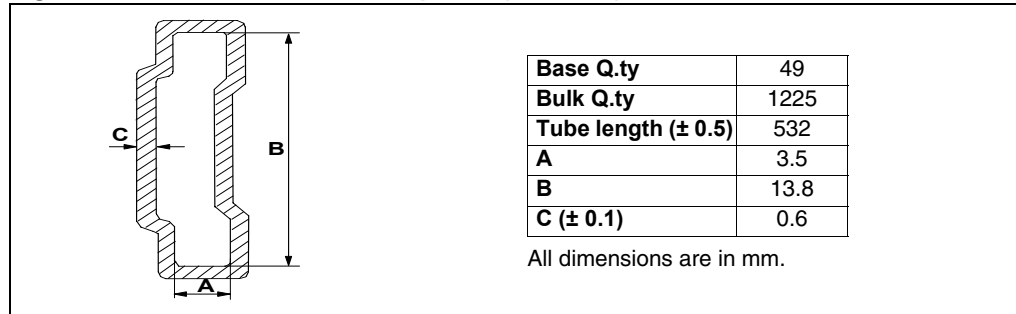 C
B
A
Base Q.ty 49
Bulk Q.ty 1225
Tube length (± 0.5) 532
A 3.5
B 13.8
C (± 0.1) 0.6
All dimensions are in mm.